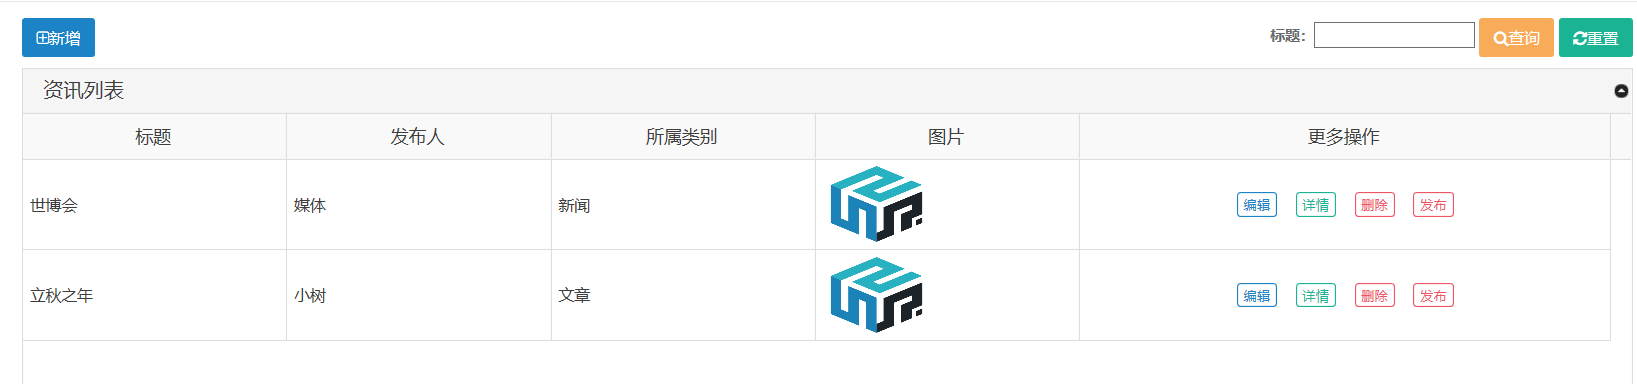 新增 标题： 查询 重置
资讯列表
标题 发布人 所属类别 图片 更多操作
世博会 媒体 新闻 编辑 详情 删除 发布
立秋之年 小树 文章 编辑 详情 删除 发布